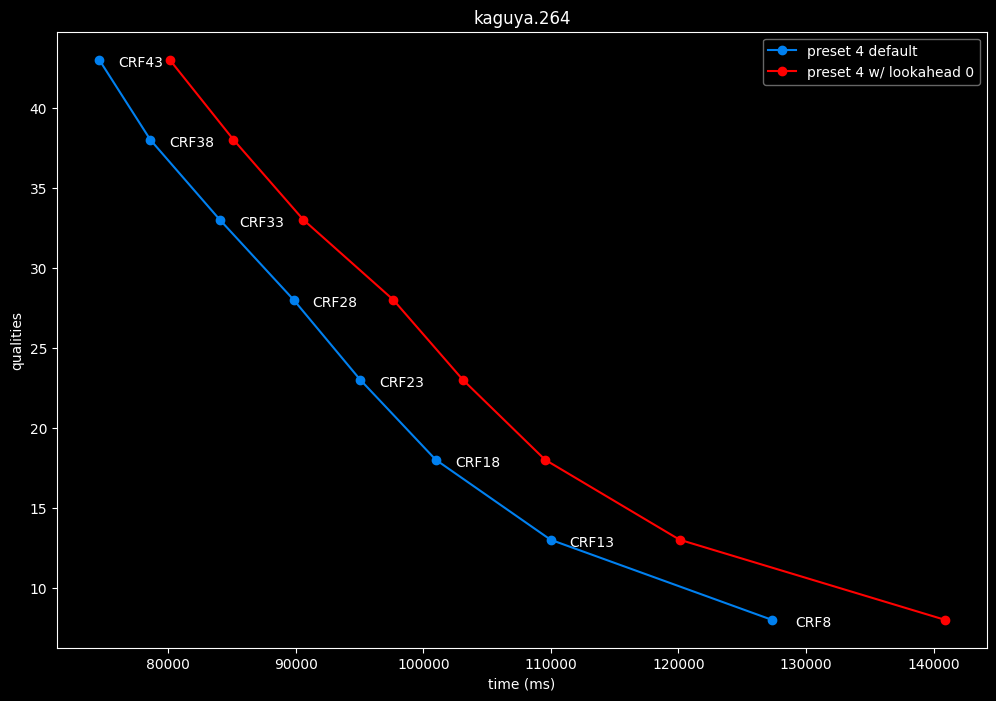 kaguya.264
preset 4 default
preset 4 w/ lookahead 0
CRF43
CRF38
CRF33
CRF28
CRF23
CRF18
CRF13
CRF8
qualities
40
35
30
25
20
15
10
80000 90000 100000 110000 120000 130000 140000
time (ms)